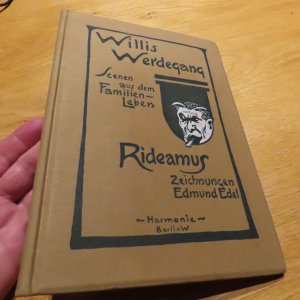 Willis
Werdegang
Scenen
aus dem
Familien-
Leben
Rideamus
Zeichnungen
Edmund Edel
~ Harmonie ~
Berlin W